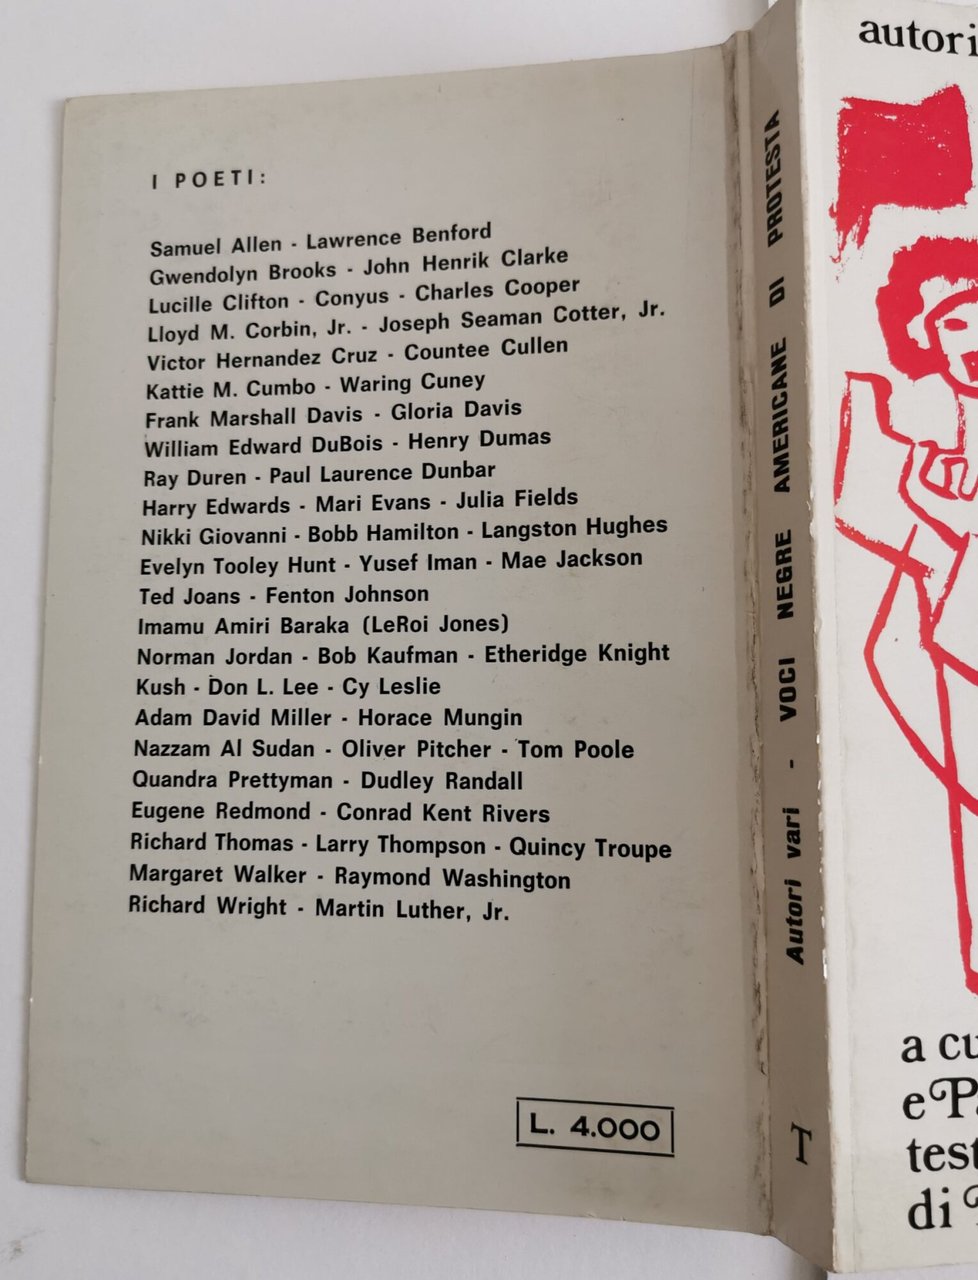 I POETI:
Samuel Allen - Lawrence Benford
Gwendolyn Brooks - John Henrik Clarke
Lucille Clifton - Conyus - Charles Cooper
Lloyd M. Corbin, Jr. - Joseph Seaman Cotter, Jr.
Victor Hernandez Cruz - Countee Cullen
Kattie M. Cumbo - Waring Cuney
Frank Marshall Davis - Gloria Davis
William Edward DuBois - Henry Dumas
Ray Duren - Paul Laurence Dunbar
Harry Edwards - Mari Evans - Julia Fields
Nikki Giovanni - Bobb Hamilton - Langston Hughes
Evelyn Tooley Hunt - Yusef Iman - Mae Jackson
Ted Joans - Fenton Johnson
Imamu Amiri Baraka (LeRoi Jones)
Norman Jordan - Bob Kaufman - Etheridge Knight
Kush - Don L. Lee - Cy Leslie
Adam David Miller - Horace Mungin
Nazzam Al Sudan - Oliver Pitcher - Tom Poole
Quandra Prettyman - Dudley Randall
Eugene Redmond - Conrad Kent Rivers
Richard Thomas - Larry Thompson - Quincy Troupe
Margaret Walker - Raymond Washington
Richard Wright - Martin Luther, Jr.
L. 4.000
Autori vari - VOCI NEGRE AMERICANE DI PROTESTA
autori
a cu
e Pa
test
di